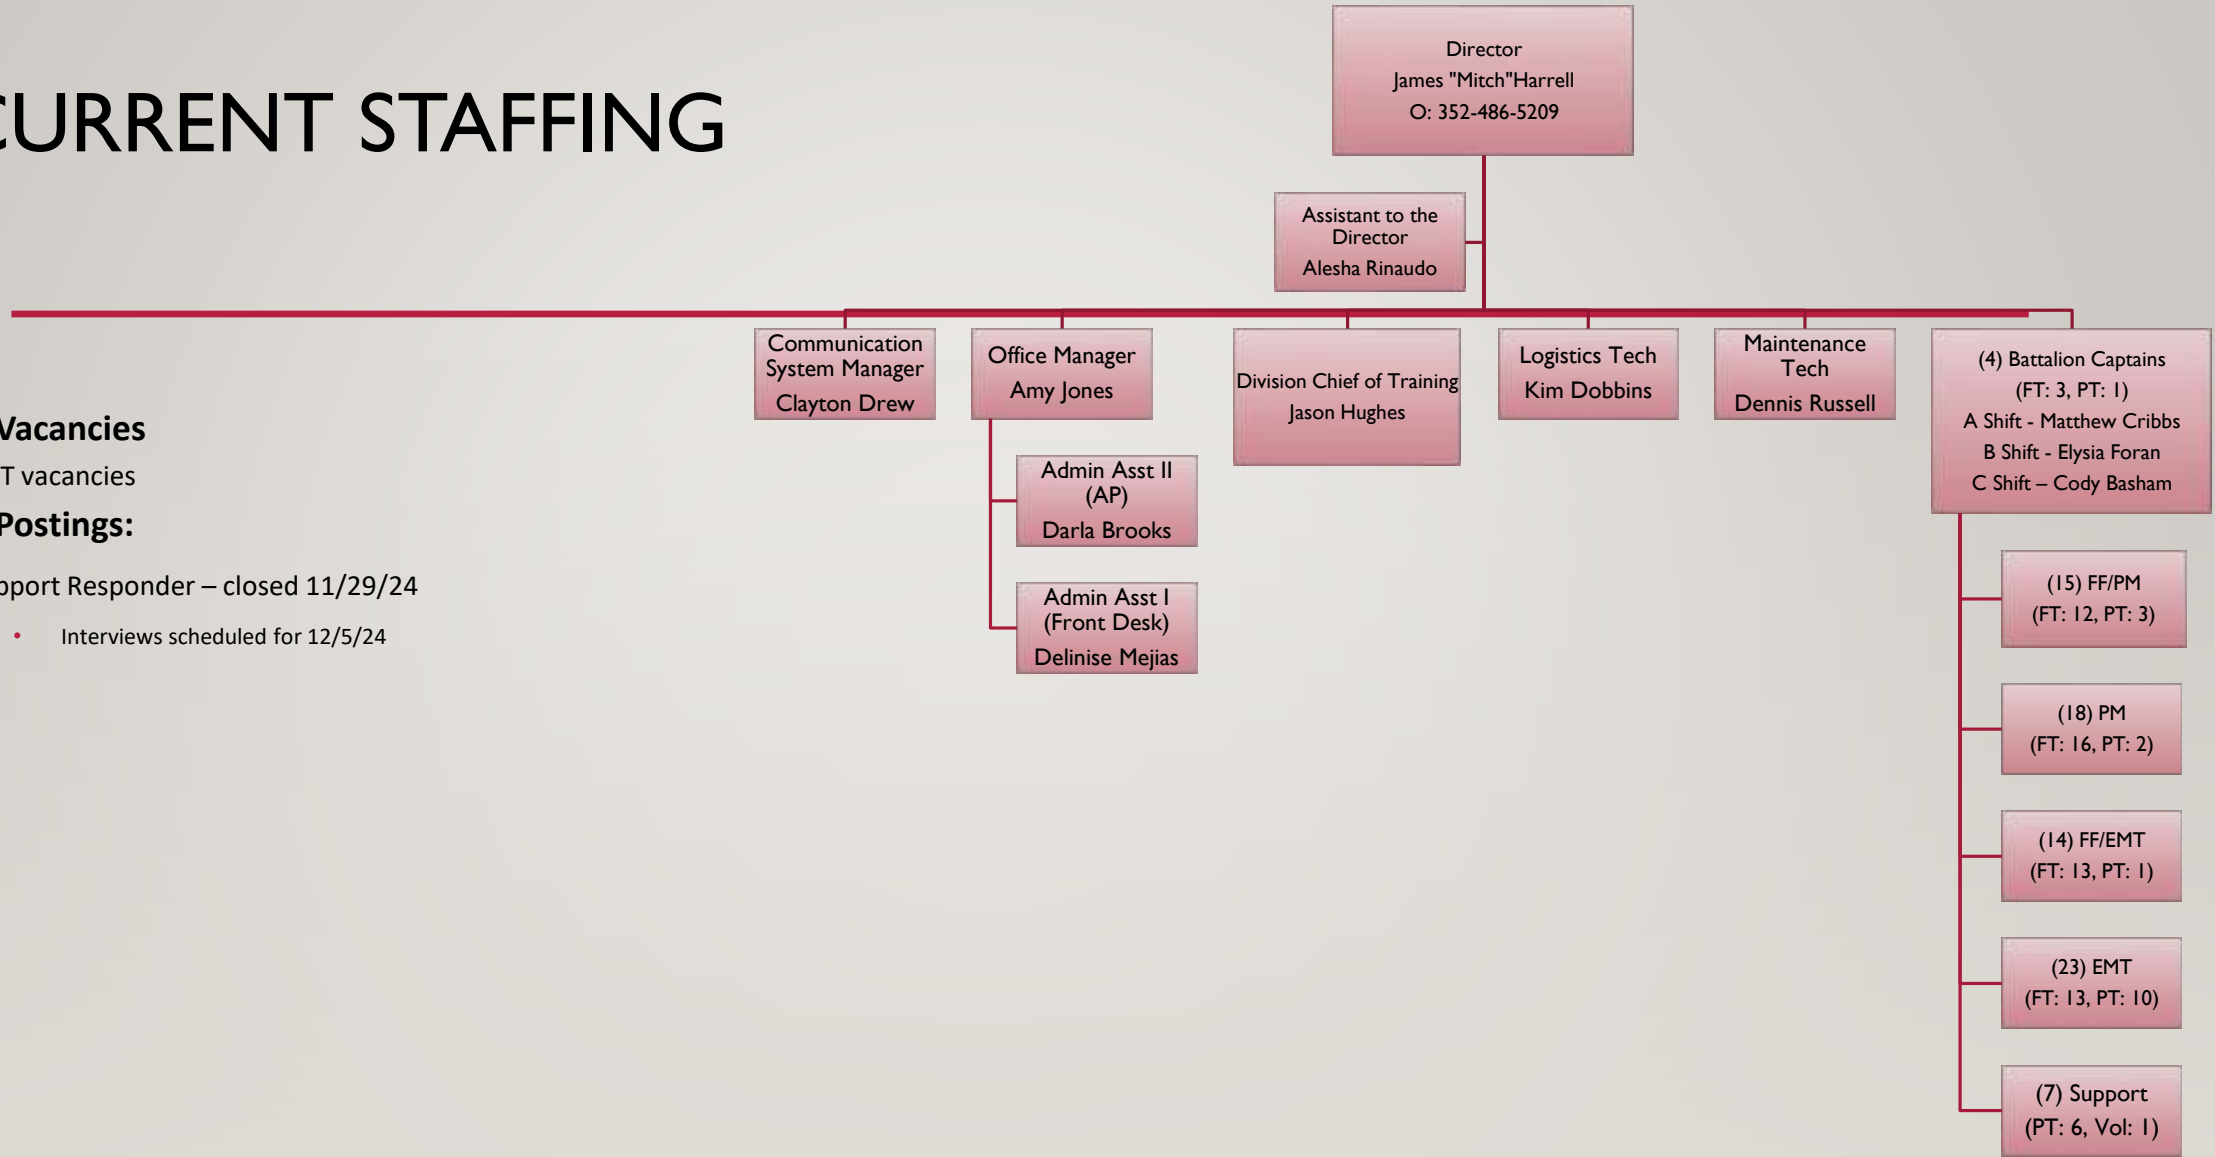 CURRENT STAFFING
Vacancies
T vacancies
Postings:
pport Responder – closed 11/29/24
• Interviews scheduled for 12/5/24
Director
James "Mitch"Harrell
O: 352-486-5209
Assistant to the
Director
Alesha Rinaudo
Communication
System Manager
Clayton Drew
Office Manager
Amy Jones
Admin Asst II
(AP)
Darla Brooks
Admin Asst I
(Front Desk)
Delinise Mejias
Division Chief of Training
Jason Hughes
Logistics Tech
Kim Dobbins
Maintenance
Tech
Dennis Russell
(4) Battalion Captains
(FT: 3, PT: 1)
A Shift - Matthew Cribbs
B Shift - Elysia Foran
C Shift – Cody Basham
(15) FF/PM
(FT: 12, PT: 3)
(18) PM
(FT: 16, PT: 2)
(14) FF/EMT
(FT: 13, PT: 1)
(23) EMT
(FT: 13, PT: 10)
(7) Support
(PT: 6, Vol: 1)